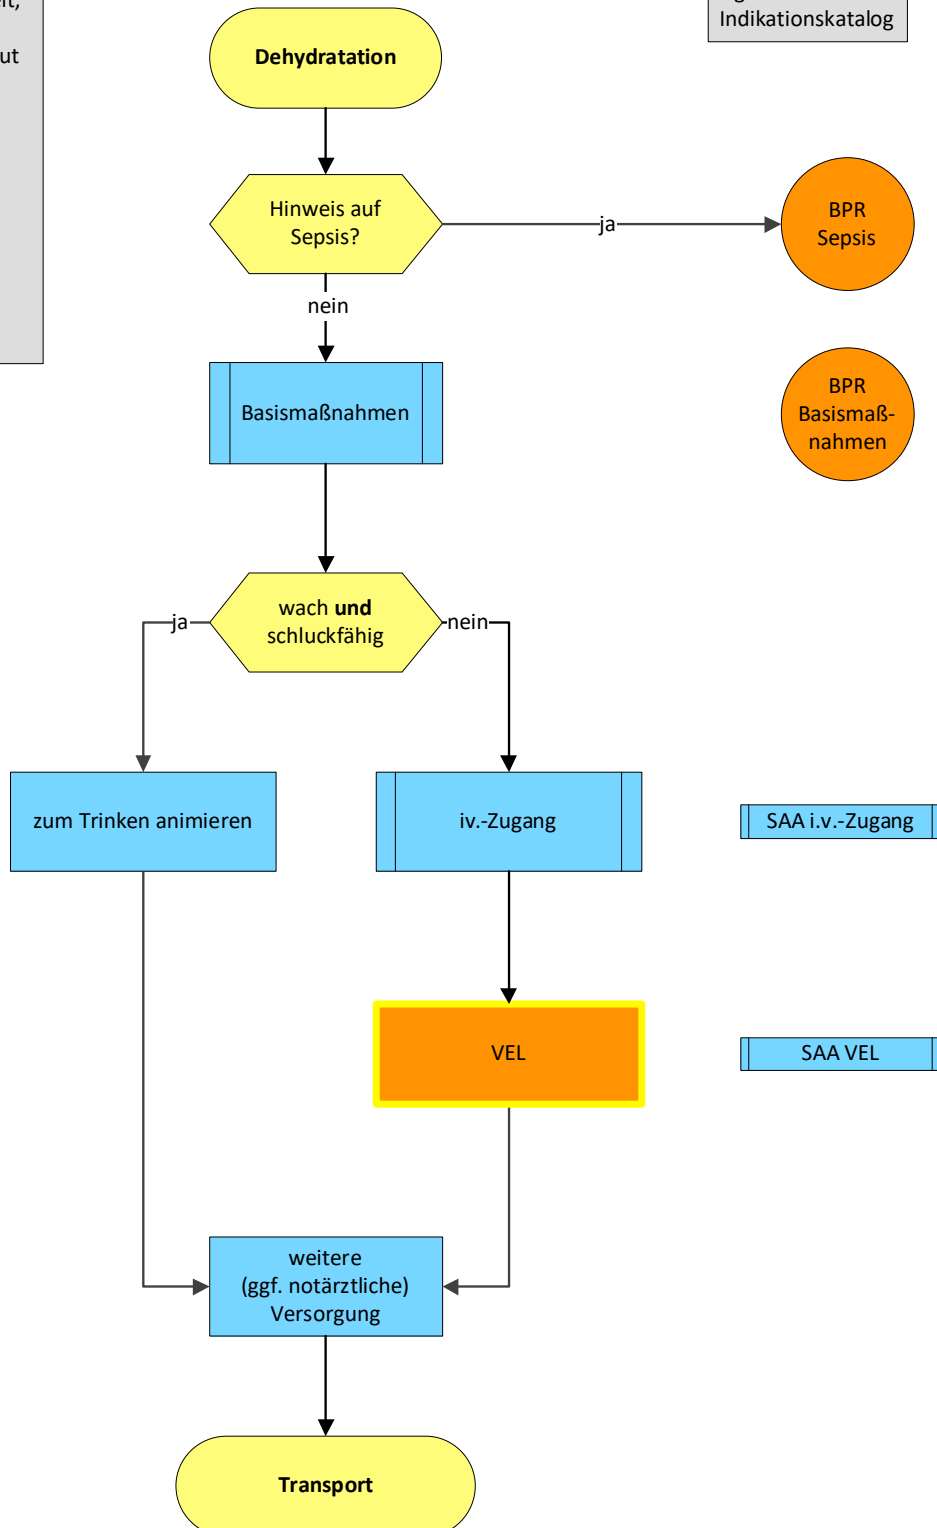 Indikationskatalog
ut
Dehydratation
Hinweis auf
Sepsis?
ja
BPR
Sepsis
nein
Basismaßnahmen
BPR
Basismaß-
nahmen
wach und
schluckfähig
ja
nein
zum Trinken animieren
iv.-Zugang
SAA i.v.-Zugang
VEL
SAA VEL
weitere
(ggf. notärztliche)
Versorgung
Transport